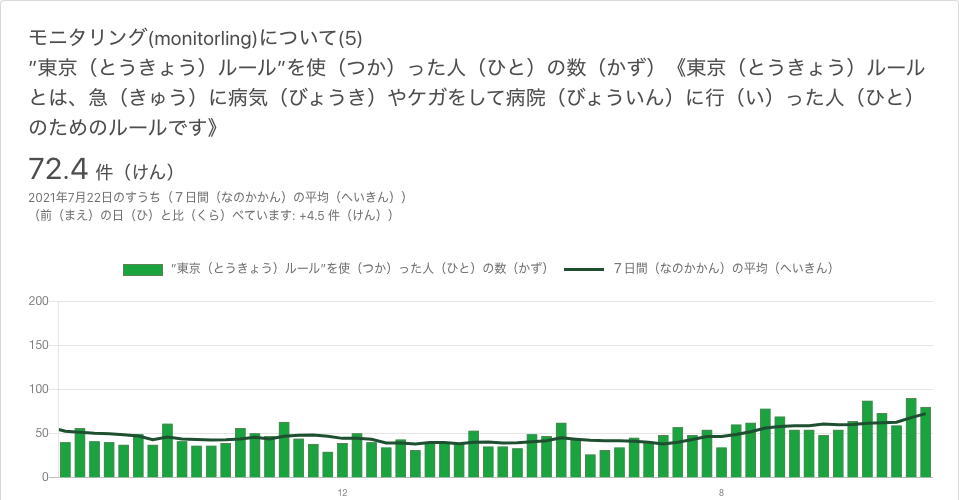 モニタリング(monitorling)について(5)
”東京（とうきょう）ルール”を使（つか）った人（ひと）の数（かず）《東京（とうきょう）ルール
とは、急（きゅう）に病気（びょうき）やケガをして病院（びょういん）に行（い）った人（ひと）
のためのルールです》
72.4 件（けん）
2021年7月22日のすうち（７日間（なのかかん）の平均（へいきん））
（前（まえ）の日（ひ）と比（くら）べています: +4.5 件（けん））
”東京（とうきょう）ルール”を使（つか）った人（ひと）の数（かず） ７日間（なのかかん）の平均（へいきん）
200
150
100
50
0
12 8